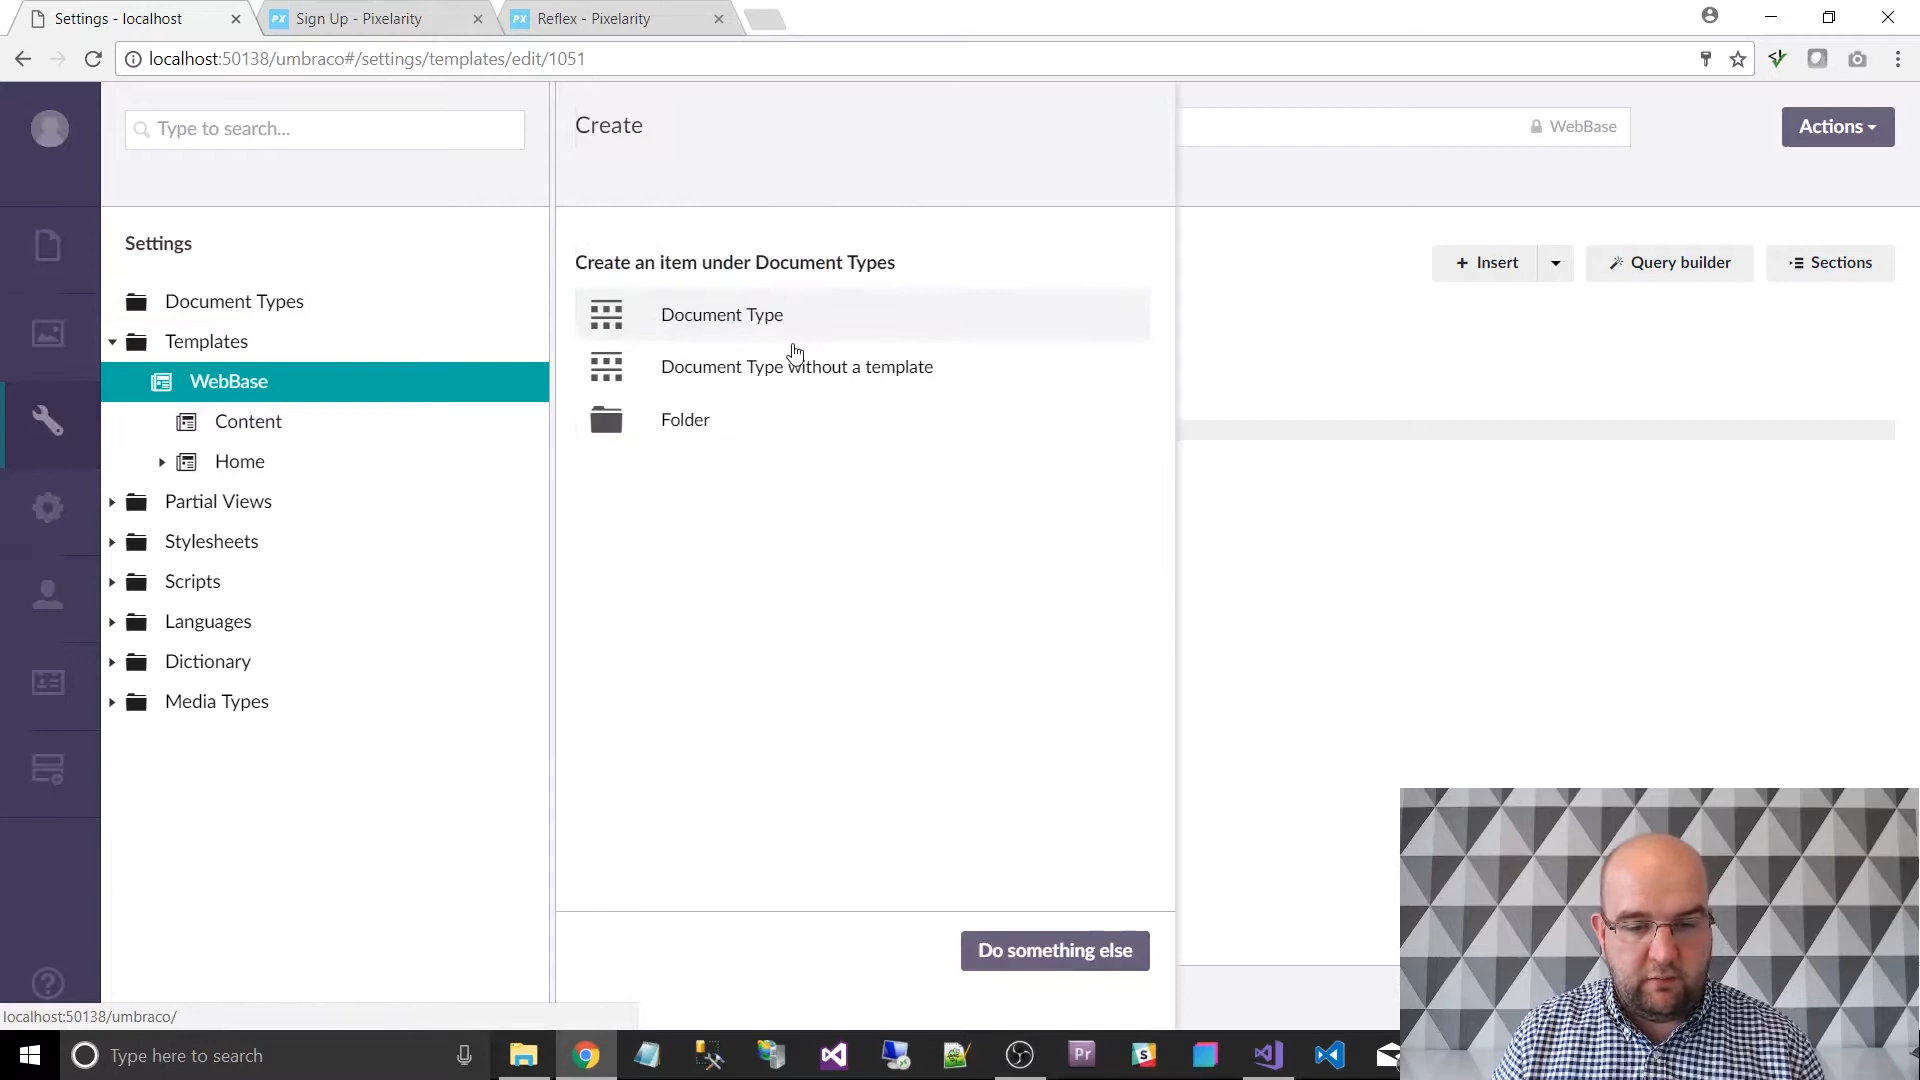 Settings - localhost
PX Sign Up - Pixelarity
PX Reflex - Pixelarity
localhost:50138/umbraco#/settings/templates/edit/1051
Type to search...
Create
WebBase
Actions
Settings
Create an item under Document Types
Insert
Query builder
Sections
Document Types
Document Type
Templates
Document Type without a template
WebBase
Content
Folder
Home
Partial Views
Stylesheets
Scripts
Languages
Dictionary
Media Types
Do something else
localhost:50138/umbraco/
Type here to search
Pr
S